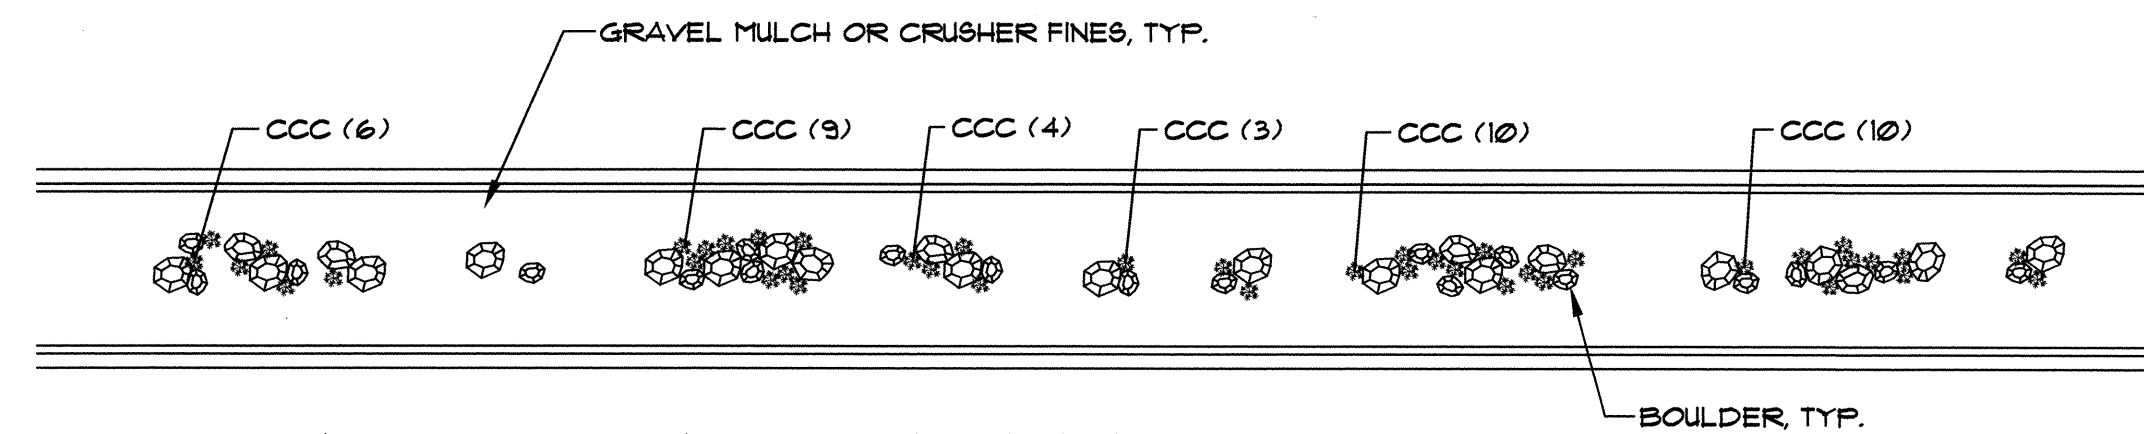 GRAVEL MULCH OR CRUSHER FINES, TYP.
CCC (6)
CCC (9)
CCC (4)
CCC (3)
CCC (10)
CCC (10)
BOULDER, TYP.